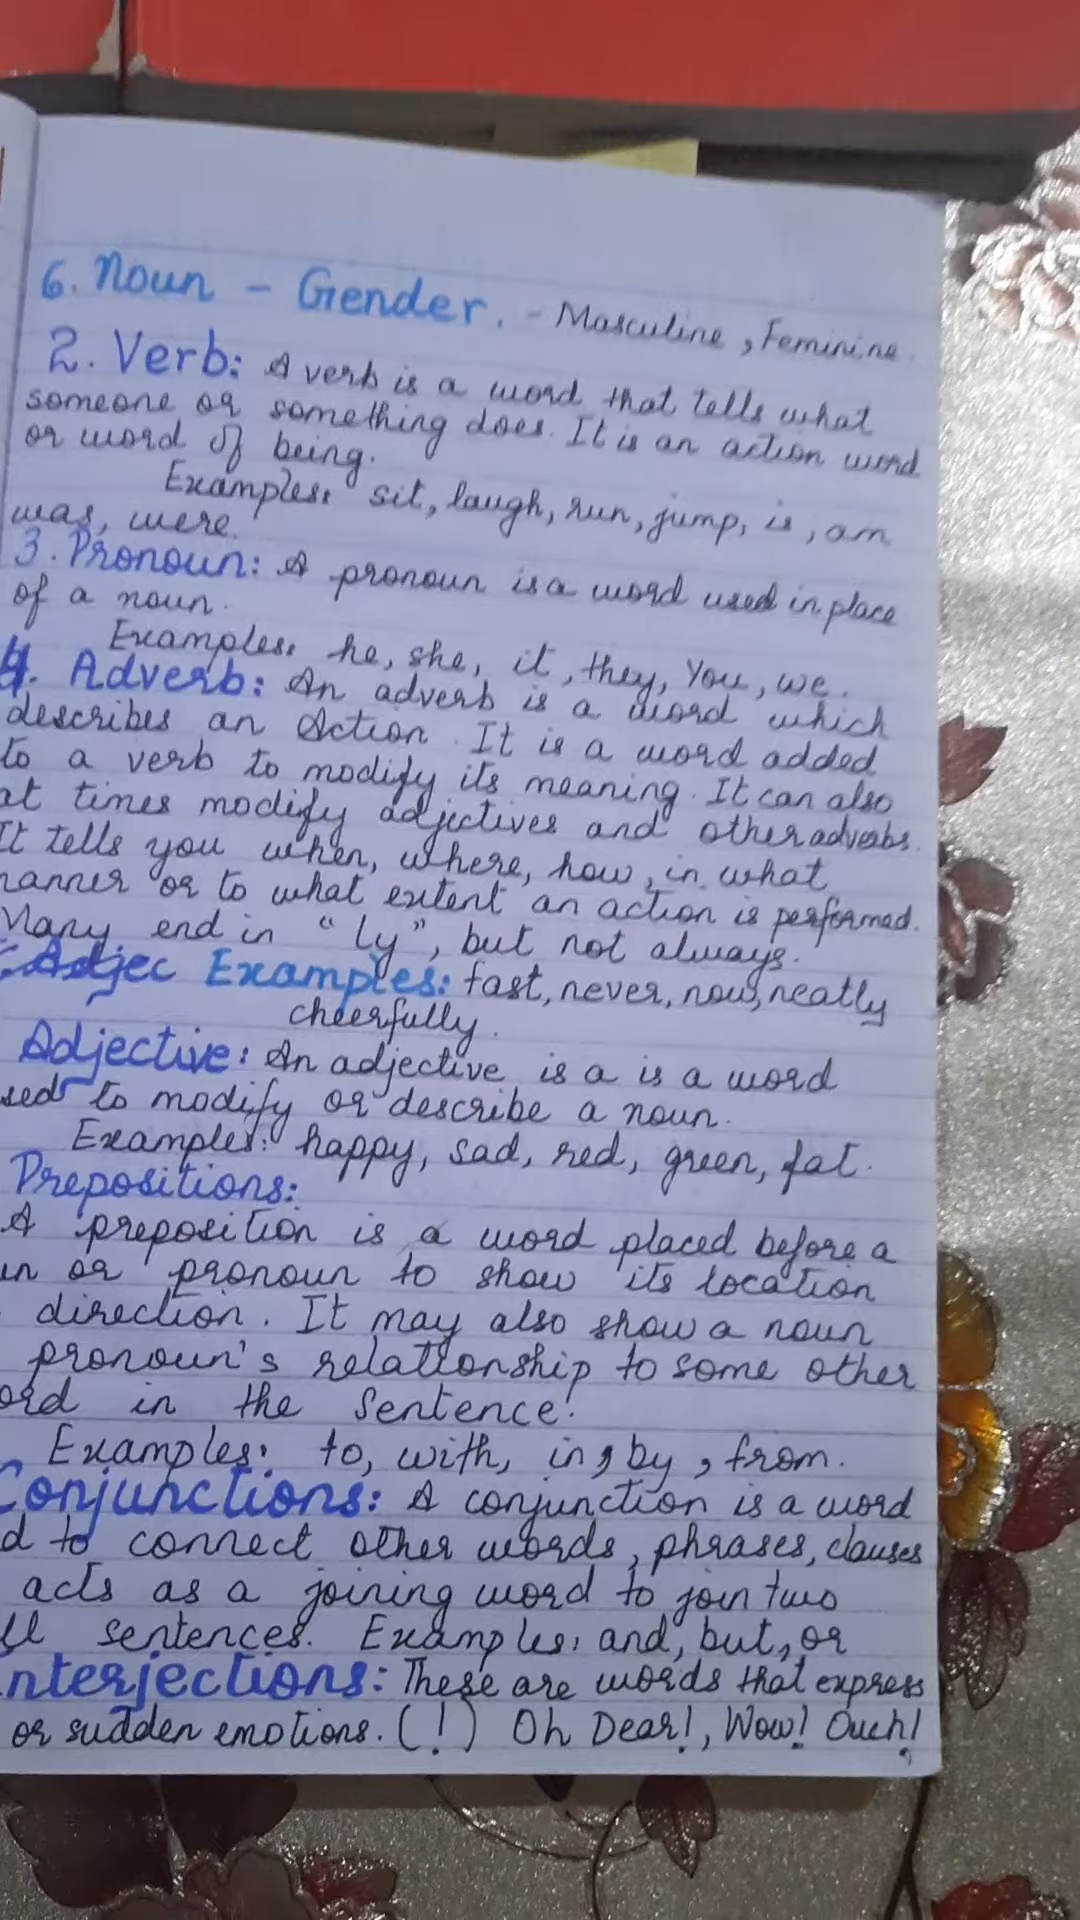 6. Noun - Gender. - Masculine, Feminine.
2. Verb: A verb is a word that tells what
someone or something does. It is an action word
or word of being.
Examples: sit, laugh, run, jump, is, am
was, were.
3. Pronoun: A pronoun is a word used in place
of a noun.
Examples: he, she, it, they, You, we.
4. Adverb: An adverb is a word which
describes an Action. It is a word added
to a verb to modify its meaning. It can also
at times modify adjectives and other adverbs.
It tells you when, where, how, in what
manner or to what extent an action is performed.
Many end in "ly", but not always.
Adjec Examples: fast, never, now, neatly
cheerfully.
Adjective: An adjective is a is a word
sed to modify or describe a noun.
Examples: happy, sad, red, green, fat.
Prepositions:
A preposition is a word placed before a
un or pronoun to show its location
direction. It may also show a noun
pronoun's relationship to some other
ord in the Sentence.
Examples: to, with, in, by, from.
Conjunctions: A conjunction is a word
d to connect other words, phrases, clauses
acts as a joining word to join two
ll sentences. Examples: and, but, or
nterjections: These are words that express
or sudden emotions. (!) Oh Dear!, Wow! Ouch!